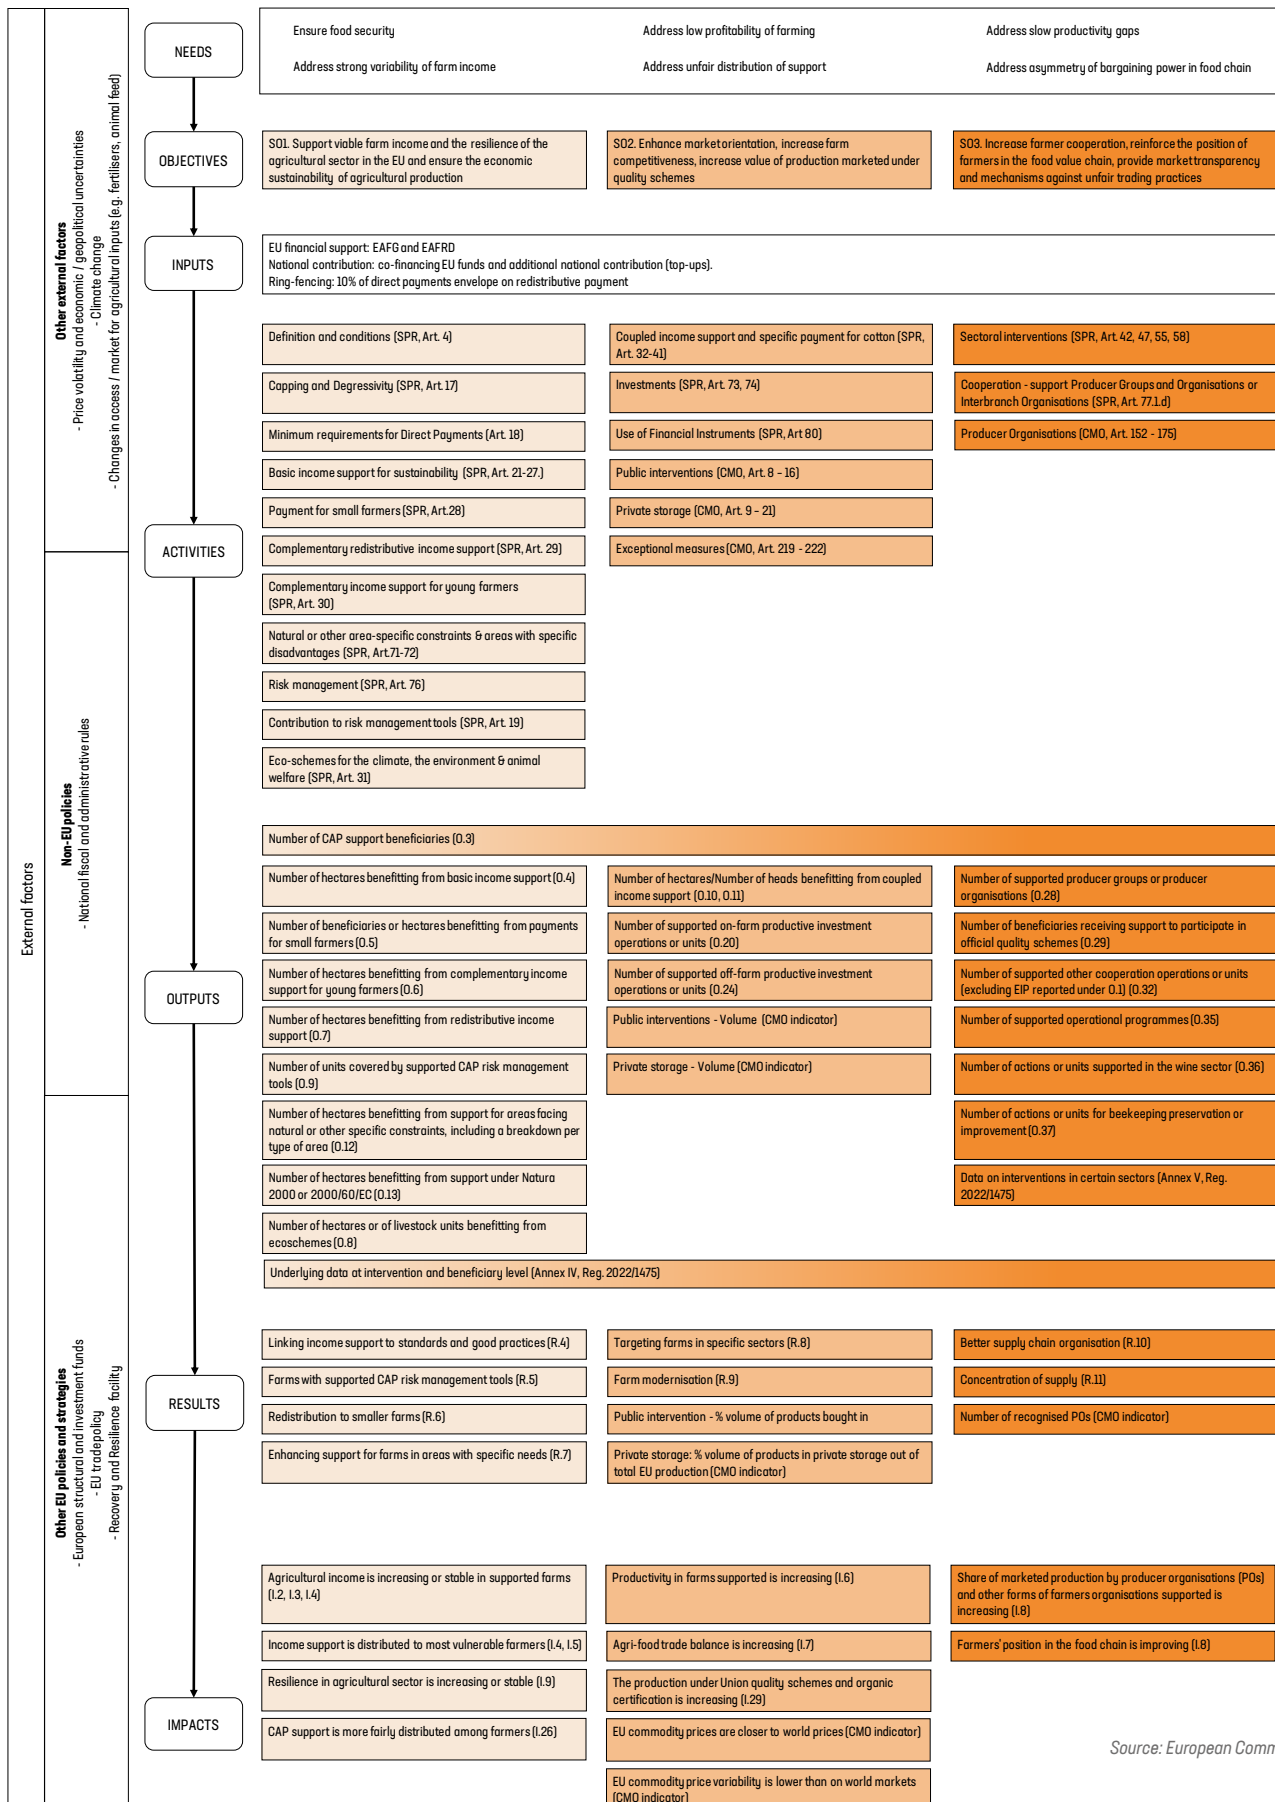 External factors
Other external factors
- Price volatility and economic / geopolitical uncertainties
- Climate change
- Changes in access / market for agricultural inputs (e.g. fertilisers, animal feed)
Non-EU policies
- National fiscal and administrative rules
Other EU policies and strategies
- European structural and investment funds
- EU trade policy
- Recovery and Resilience facility
NEEDS
Ensure food security
Address low profitability of farming
Address slow productivity gaps
Address strong variability of farm income
Address unfair distribution of support
Address asymmetry of bargaining power in food chain
OBJECTIVES
SO1. Support viable farm income and the resilience of the
agricultural sector in the EU and ensure the economic
sustainability of agricultural production
SO2. Enhance market orientation, increase farm
competitiveness, increase value of production marketed under
quality schemes
SO3. Increase farmer cooperation, reinforce the position of
farmers in the food value chain, provide market transparency
and mechanisms against unfair trading practices
INPUTS
EU financial support: EAFG and EAFRD
National contribution: co-financing EU funds and additional national contribution (top-ups).
Ring-fencing: 10% of direct payments envelope on redistributive payment
ACTIVITIES
Definition and conditions (SPR, Art. 4)
Capping and Degressivity (SPR, Art. 17)
Minimum requirements for Direct Payments (Art. 18)
Basic income support for sustainability (SPR, Art. 21-27.)
Payment for small farmers (SPR, Art.28)
Complementary redistributive income support (SPR, Art. 29)
Complementary income support for young farmers
(SPR, Art. 30)
Natural or other area-specific constraints & areas with specific
disadvantages (SPR, Art.71-72)
Risk management (SPR, Art. 76)
Contribution to risk management tools (SPR, Art. 19)
Eco-schemes for the climate, the environment & animal
welfare (SPR, Art. 31)
Coupled income support and specific payment for cotton (SPR,
Art. 32-41)
Investments (SPR, Art. 73, 74)
Use of Financial Instruments (SPR, Art 80)
Public interventions (CMO, Art. 8 – 16)
Private storage (CMO, Art. 9 – 21)
Exceptional measures (CMO, Art. 219 - 222)
Sectoral interventions (SPR, Art. 42, 47, 55, 58)
Cooperation - support Producer Groups and Organisations or
Interbranch Organisations (SPR, Art. 77.1.d)
Producer Organisations (CMO, Art. 152 - 175)
OUTPUTS
Number of CAP support beneficiaries (O.3)
Number of hectares benefitting from basic income support (O.4)
Number of beneficiaries or hectares benefitting from payments
for small farmers (O.5)
Number of hectares benefitting from complementary income
support for young farmers (O.6)
Number of hectares benefitting from redistributive income
support (O.7)
Number of units covered by supported CAP risk management
tools (O.9)
Number of hectares benefitting from support for areas facing
natural or other specific constraints, including a breakdown per
type of area (O.12)
Number of hectares benefitting from support under Natura
2000 or 2000/60/EC (O.13)
Number of hectares or of livestock units benefitting from
ecoschemes (O.8)
Number of hectares/Number of heads benefitting from coupled
income support (O.10, O.11)
Number of supported on-farm productive investment
operations or units (O.20)
Number of supported off-farm productive investment
operations or units (O.24)
Public interventions - Volume (CMO indicator)
Private storage - Volume (CMO indicator)
Number of supported producer groups or producer
organisations (O.28)
Number of beneficiaries receiving support to participate in
official quality schemes (O.29)
Number of supported other cooperation operations or units
(excluding EIP reported under O.1) (O.32)
Number of supported operational programmes (O.35)
Number of actions or units supported in the wine sector (O.36)
Number of actions or units for beekeeping preservation or
improvement (O.37)
Data on interventions in certain sectors (Annex V, Reg.
2022/1475)
Underlying data at intervention and beneficiary level (Annex IV, Reg. 2022/1475)
RESULTS
Linking income support to standards and good practices (R.4)
Farms with supported CAP risk management tools (R.5)
Redistribution to smaller farms (R.6)
Enhancing support for farms in areas with specific needs (R.7)
Targeting farms in specific sectors (R.8)
Farm modernisation (R.9)
Public intervention - % volume of products bought in
Private storage: % volume of products in private storage out of
total EU production (CMO indicator)
Better supply chain organisation (R.10)
Concentration of supply (R.11)
Number of recognised POs (CMO indicator)
IMPACTS
Agricultural income is increasing or stable in supported farms
(I.2, I.3, I.4)
Income support is distributed to most vulnerable farmers (I.4, I.5)
Resilience in agricultural sector is increasing or stable (I.9)
CAP support is more fairly distributed among farmers (I.26)
Productivity in farms supported is increasing (I.6)
Agri-food trade balance is increasing (I.7)
The production under Union quality schemes and organic
certification is increasing (I.29)
EU commodity prices are closer to world prices (CMO indicator)
EU commodity price variability is lower than on world markets
(CMO indicator)
Share of marketed production by producer organisations (POs)
and other forms of farmers organisations supported is
increasing (I.8)
Farmers' position in the food chain is improving (I.8)
Source: European Comm